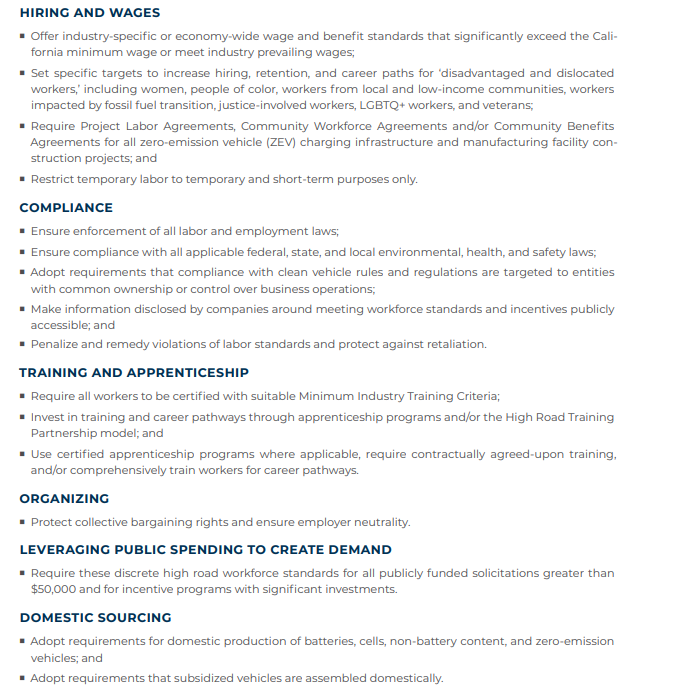 HIRING AND WAGES
▪ Offer industry-specific or economy-wide wage and benefit standards that significantly exceed the Cali-
fornia minimum wage or meet industry prevailing wages;
▪ Set specific targets to increase hiring, retention, and career paths for ‘disadvantaged and dislocated
workers,’ including women, people of color, workers from local and low-income communities, workers
impacted by fossil fuel transition, justice-involved workers, LGBTQ+ workers, and veterans;
▪ Require Project Labor Agreements, Community Workforce Agreements and/or Community Benefits
Agreements for all zero-emission vehicle (ZEV) charging infrastructure and manufacturing facility con-
struction projects; and
▪ Restrict temporary labor to temporary and short-term purposes only.
COMPLIANCE
▪ Ensure enforcement of all labor and employment laws;
▪ Ensure compliance with all applicable federal, state, and local environmental, health, and safety laws;
▪ Adopt requirements that compliance with clean vehicle rules and regulations are targeted to entities
with common ownership or control over business operations;
▪ Make information disclosed by companies around meeting workforce standards and incentives publicly
accessible; and
▪ Penalize and remedy violations of labor standards and protect against retaliation.
TRAINING AND APPRENTICESHIP
▪ Require all workers to be certified with suitable Minimum Industry Training Criteria;
▪ Invest in training and career pathways through apprenticeship programs and/or the High Road Training
Partnership model; and
▪ Use certified apprenticeship programs where applicable, require contractually agreed-upon training,
and/or comprehensively train workers for career pathways.
ORGANIZING
▪ Protect collective bargaining rights and ensure employer neutrality.
LEVERAGING PUBLIC SPENDING TO CREATE DEMAND
▪ Require these discrete high road workforce standards for all publicly funded solicitations greater than
$50,000 and for incentive programs with significant investments.
DOMESTIC SOURCING
▪ Adopt requirements for domestic production of batteries, cells, non-battery content, and zero-emission
vehicles; and
▪ Adopt requirements that subsidized vehicles are assembled domestically.